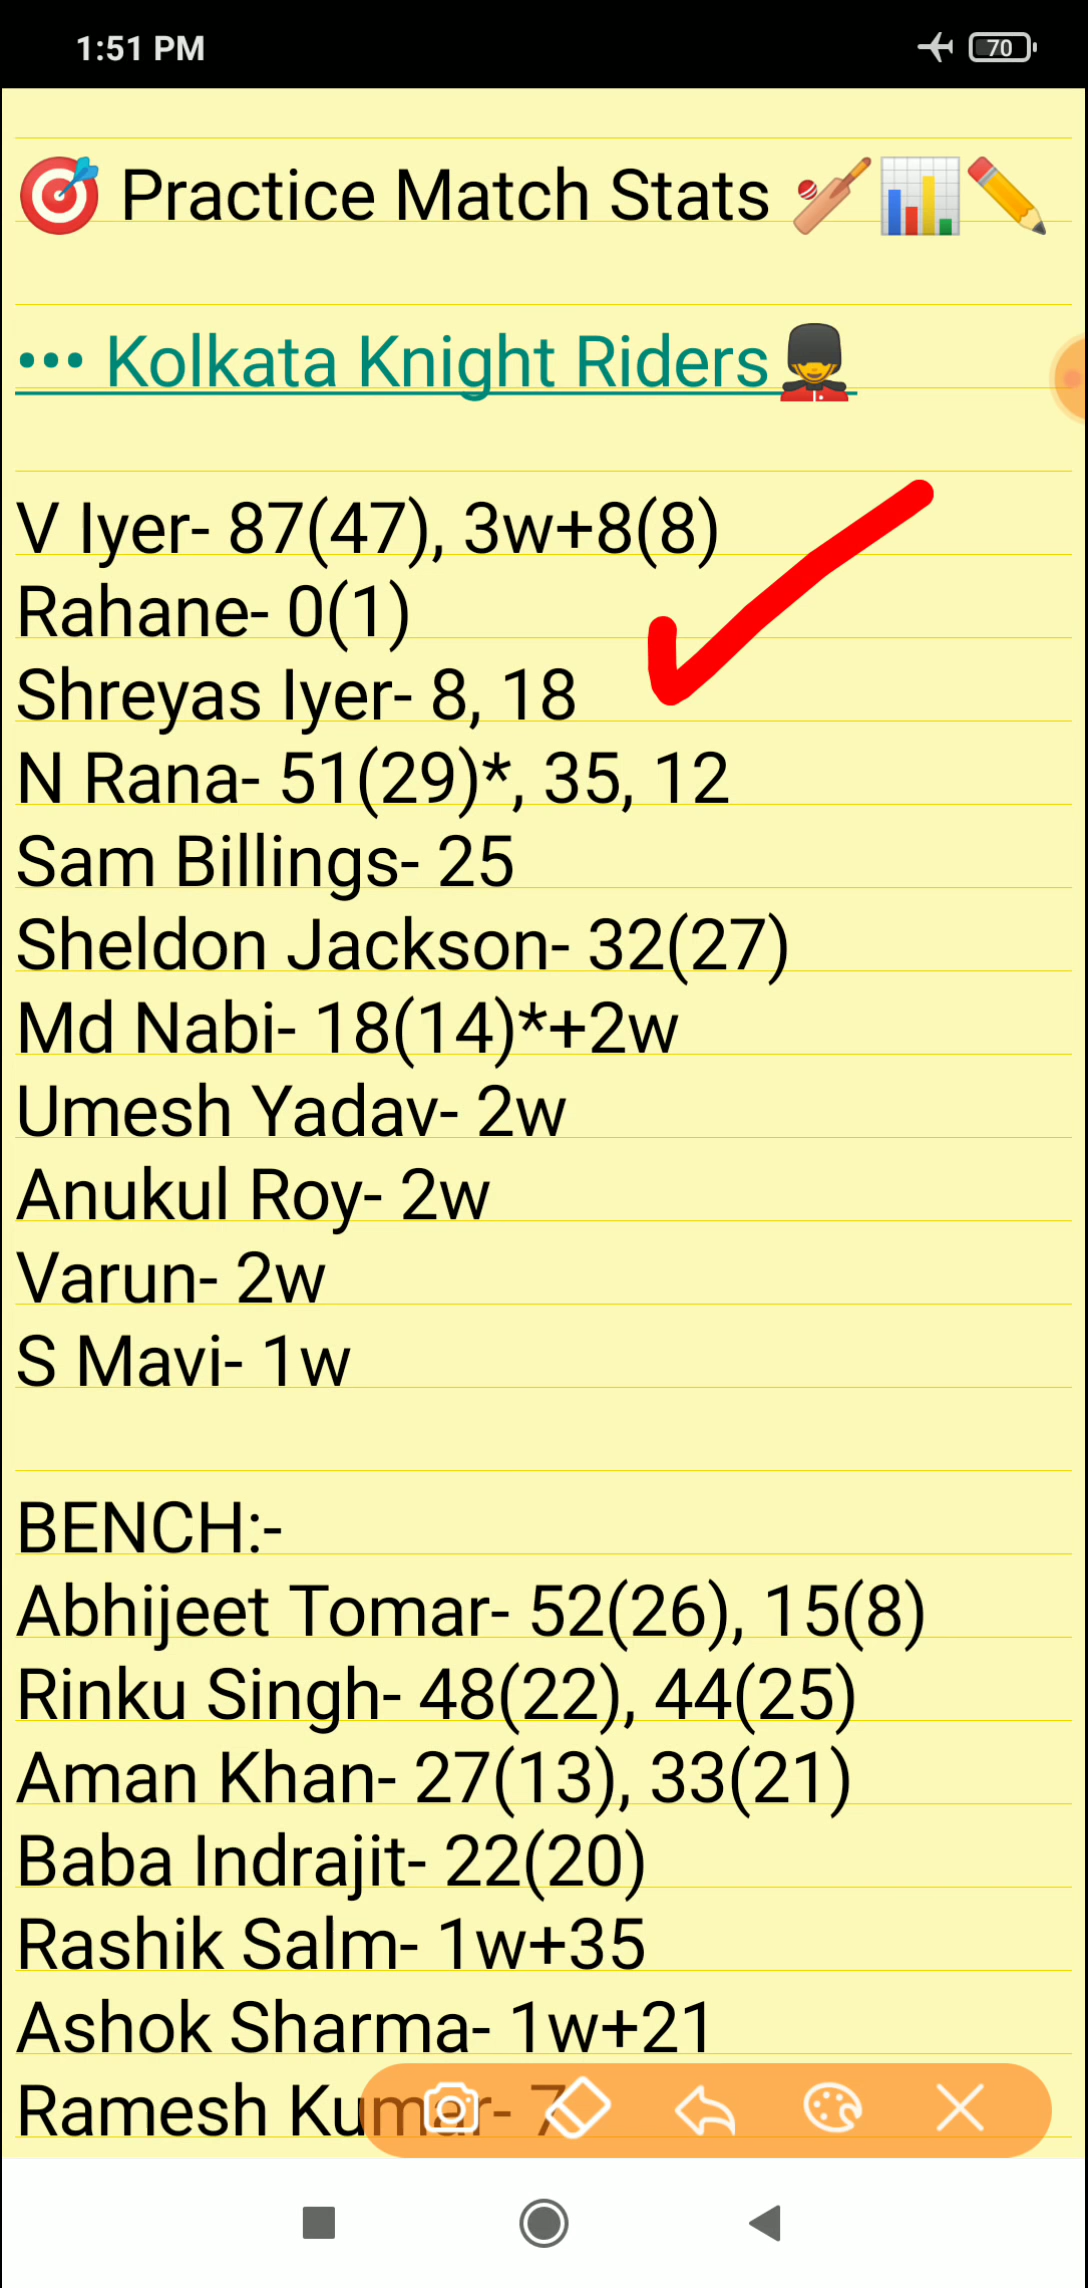 1:51 PM
70
Practice Match Stats
••• Kolkata Knight Riders
V Iyer- 87(47), 3w+8(8)
Rahane- 0(1)
Shreyas Iyer- 8, 18
N Rana- 51(29)*, 35, 12
Sam Billings- 25
Sheldon Jackson- 32(27)
Md Nabi- 18(14)*+2w
Umesh Yadav- 2w
Anukul Roy- 2w
Varun- 2w
S Mavi- 1w
BENCH:-
Abhijeet Tomar- 52(26), 15(8)
Rinku Singh- 48(22), 44(25)
Aman Khan- 27(13), 33(21)
Baba Indrajit- 22(20)
Rashik Salm- 1w+35
Ashok Sharma- 1w+21
Ramesh Kumar- 7